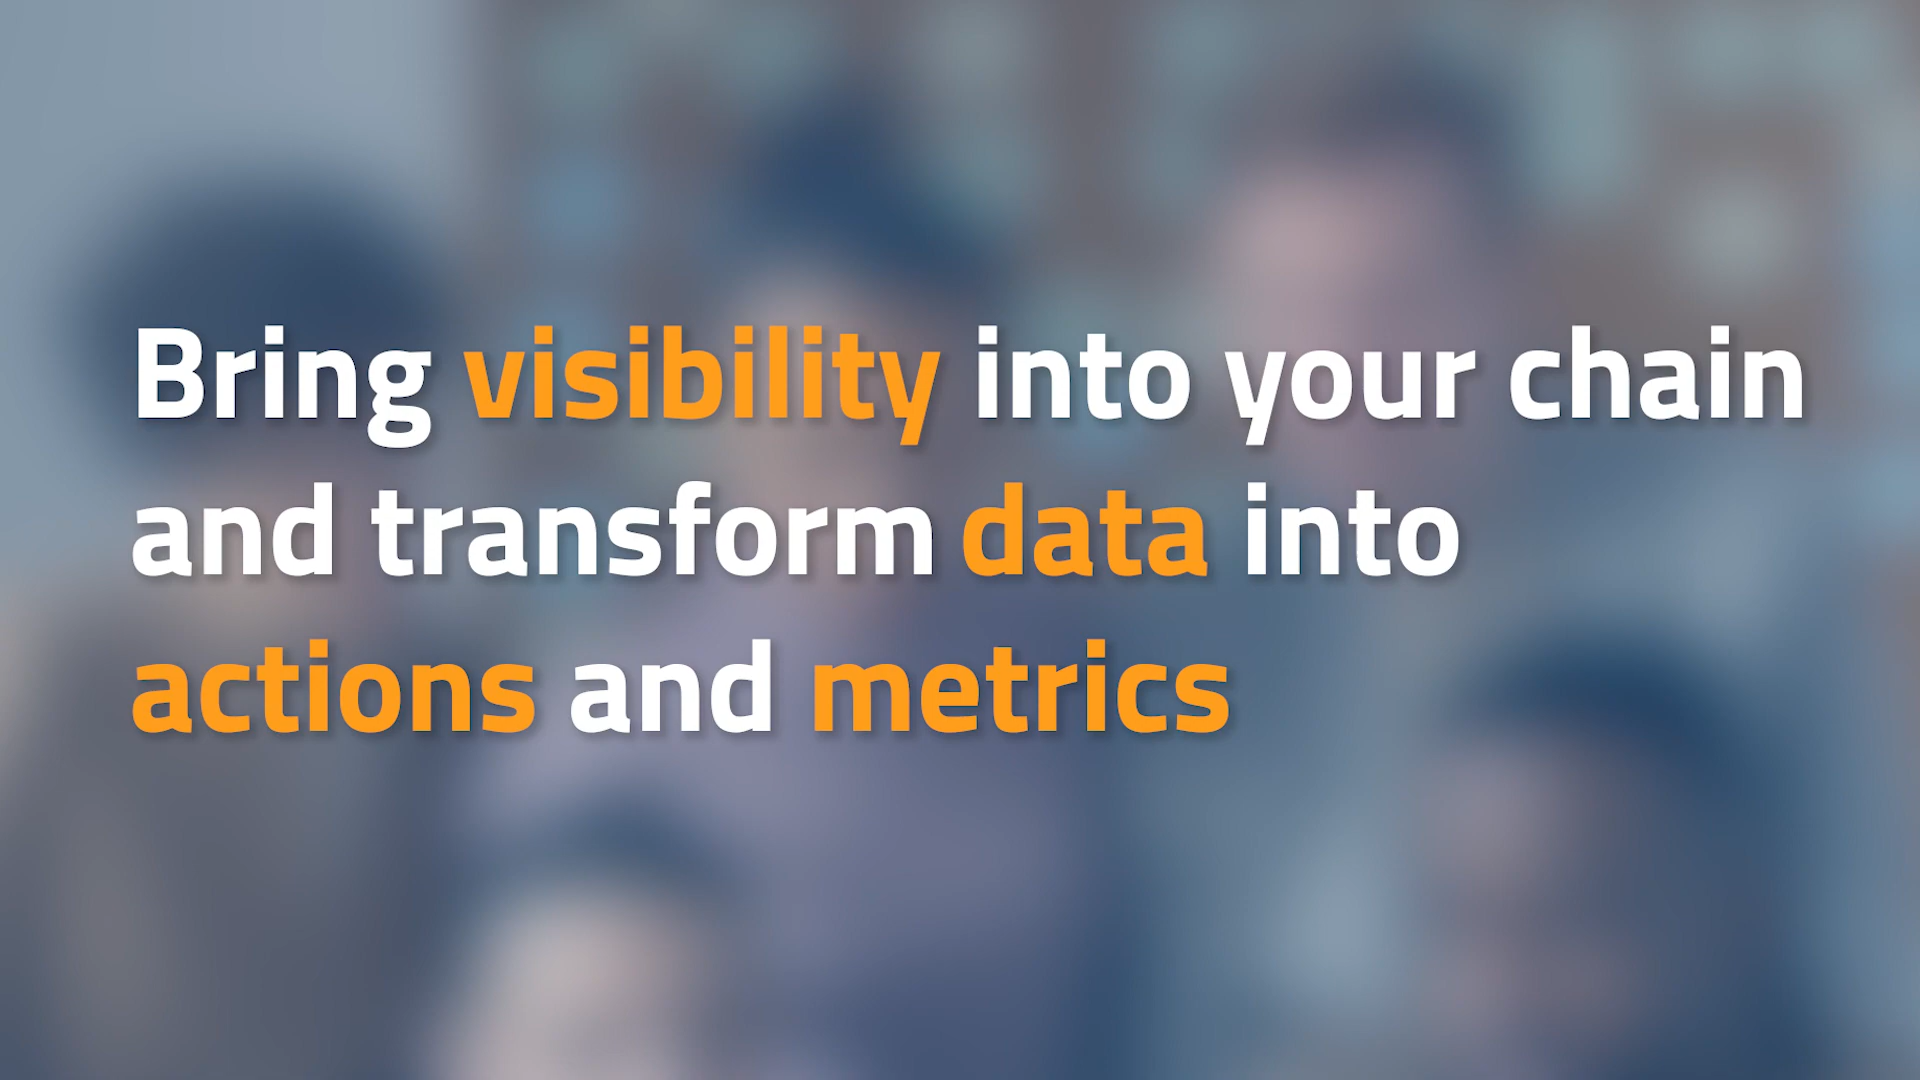 Bring visibility into your chain
and transform data into
actions and metrics